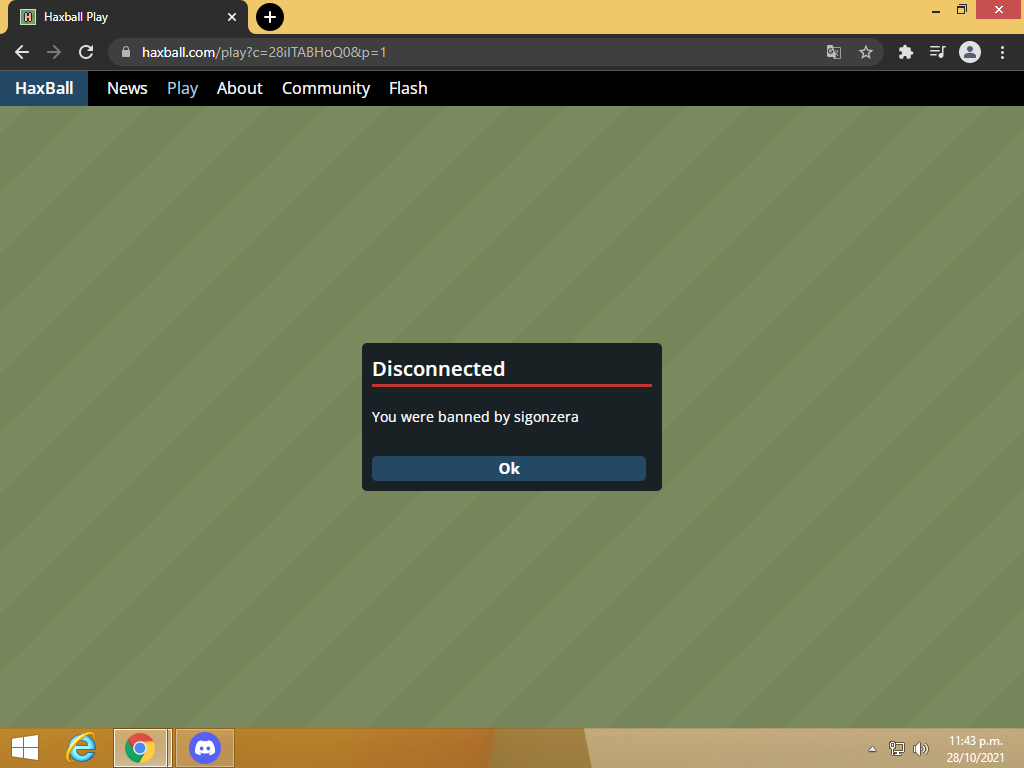 Haxball Play
haxball.com/play?c=28iITABHoQ0&p=1
HaxBall News Play About Community Flash
Disconnected
You were banned by sigonzera
Ok
11:43 p.m.
28/10/2021